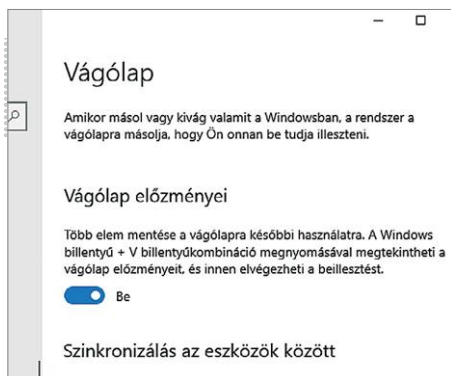 Vágólap
Amikor másol vagy kivág valamit a Windowsban, a rendszer a
vágólapra másolja, hogy Ön onnan be tudja illeszteni.
Vágólap előzményei
Több elem mentése a vágólapra későbbi használatra. A Windows
billentyű + V billentyűkombináció megnyomásával megtekintheti a
vágólap előzményeit, és innen elvégezheti a beillesztést.
Be
Szinkronizálás az eszközök között